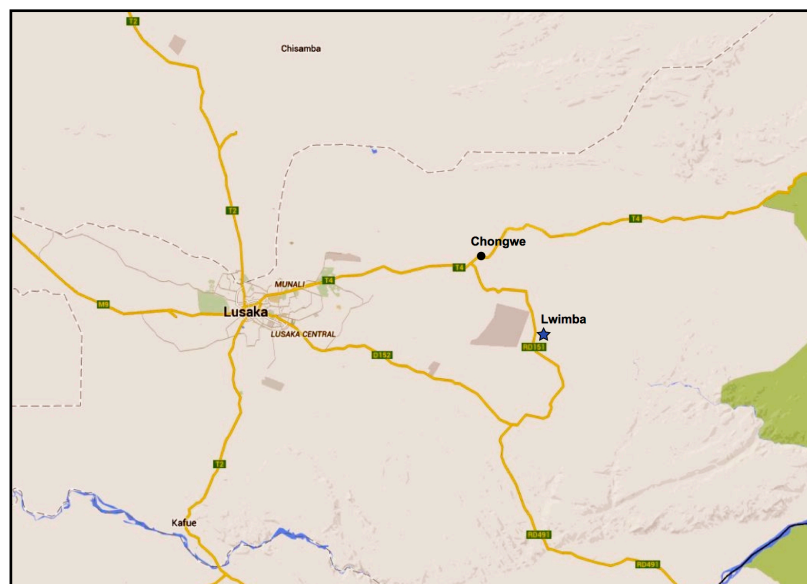 T2
Chisamba
T2
T4
Chongwe
T4
MUNALI
T4
M9
Lusaka
Lwimba
LUSAKA CENTRAL
RD151
D152
T2
Kafue
RD491
RD491